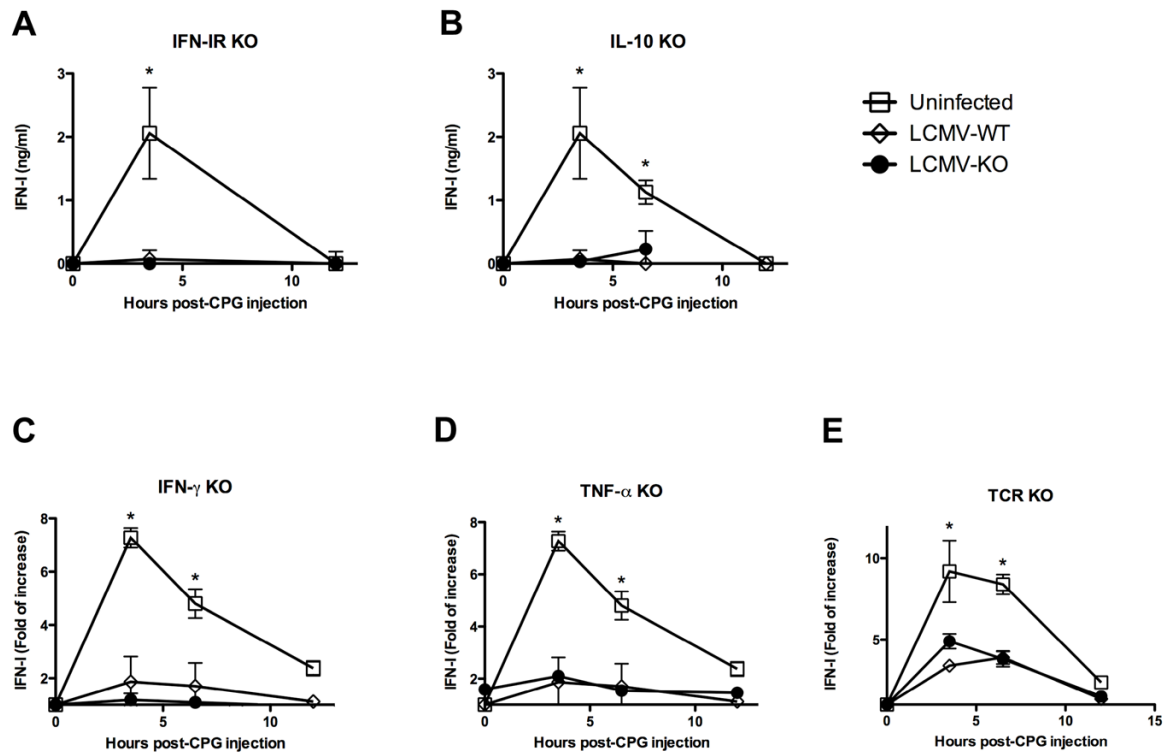 A
IFN-IR KO
*
3
2
1
0
IFN-I (ng/ml)
0
5
10
Hours post-CPG injection
B
IL-10 KO
*
*
3
2
1
0
IFN-I (ng/ml)
0
5
10
Hours post-CPG injection
Uninfected
LCMV-WT
LCMV-KO
C
IFN-γ KO
*
*
8
6
4
2
IFN-I (Fold of increase)
0
5
10
Hours post-CPG injection
D
TNF-α KO
*
*
8
6
4
2
IFN-I (Fold of increase)
0
5
10
Hours post-CPG injection
E
TCR KO
*
*
10
5
IFN-I (Fold of increase)
0
5
10
15
Hours post-CPG injection